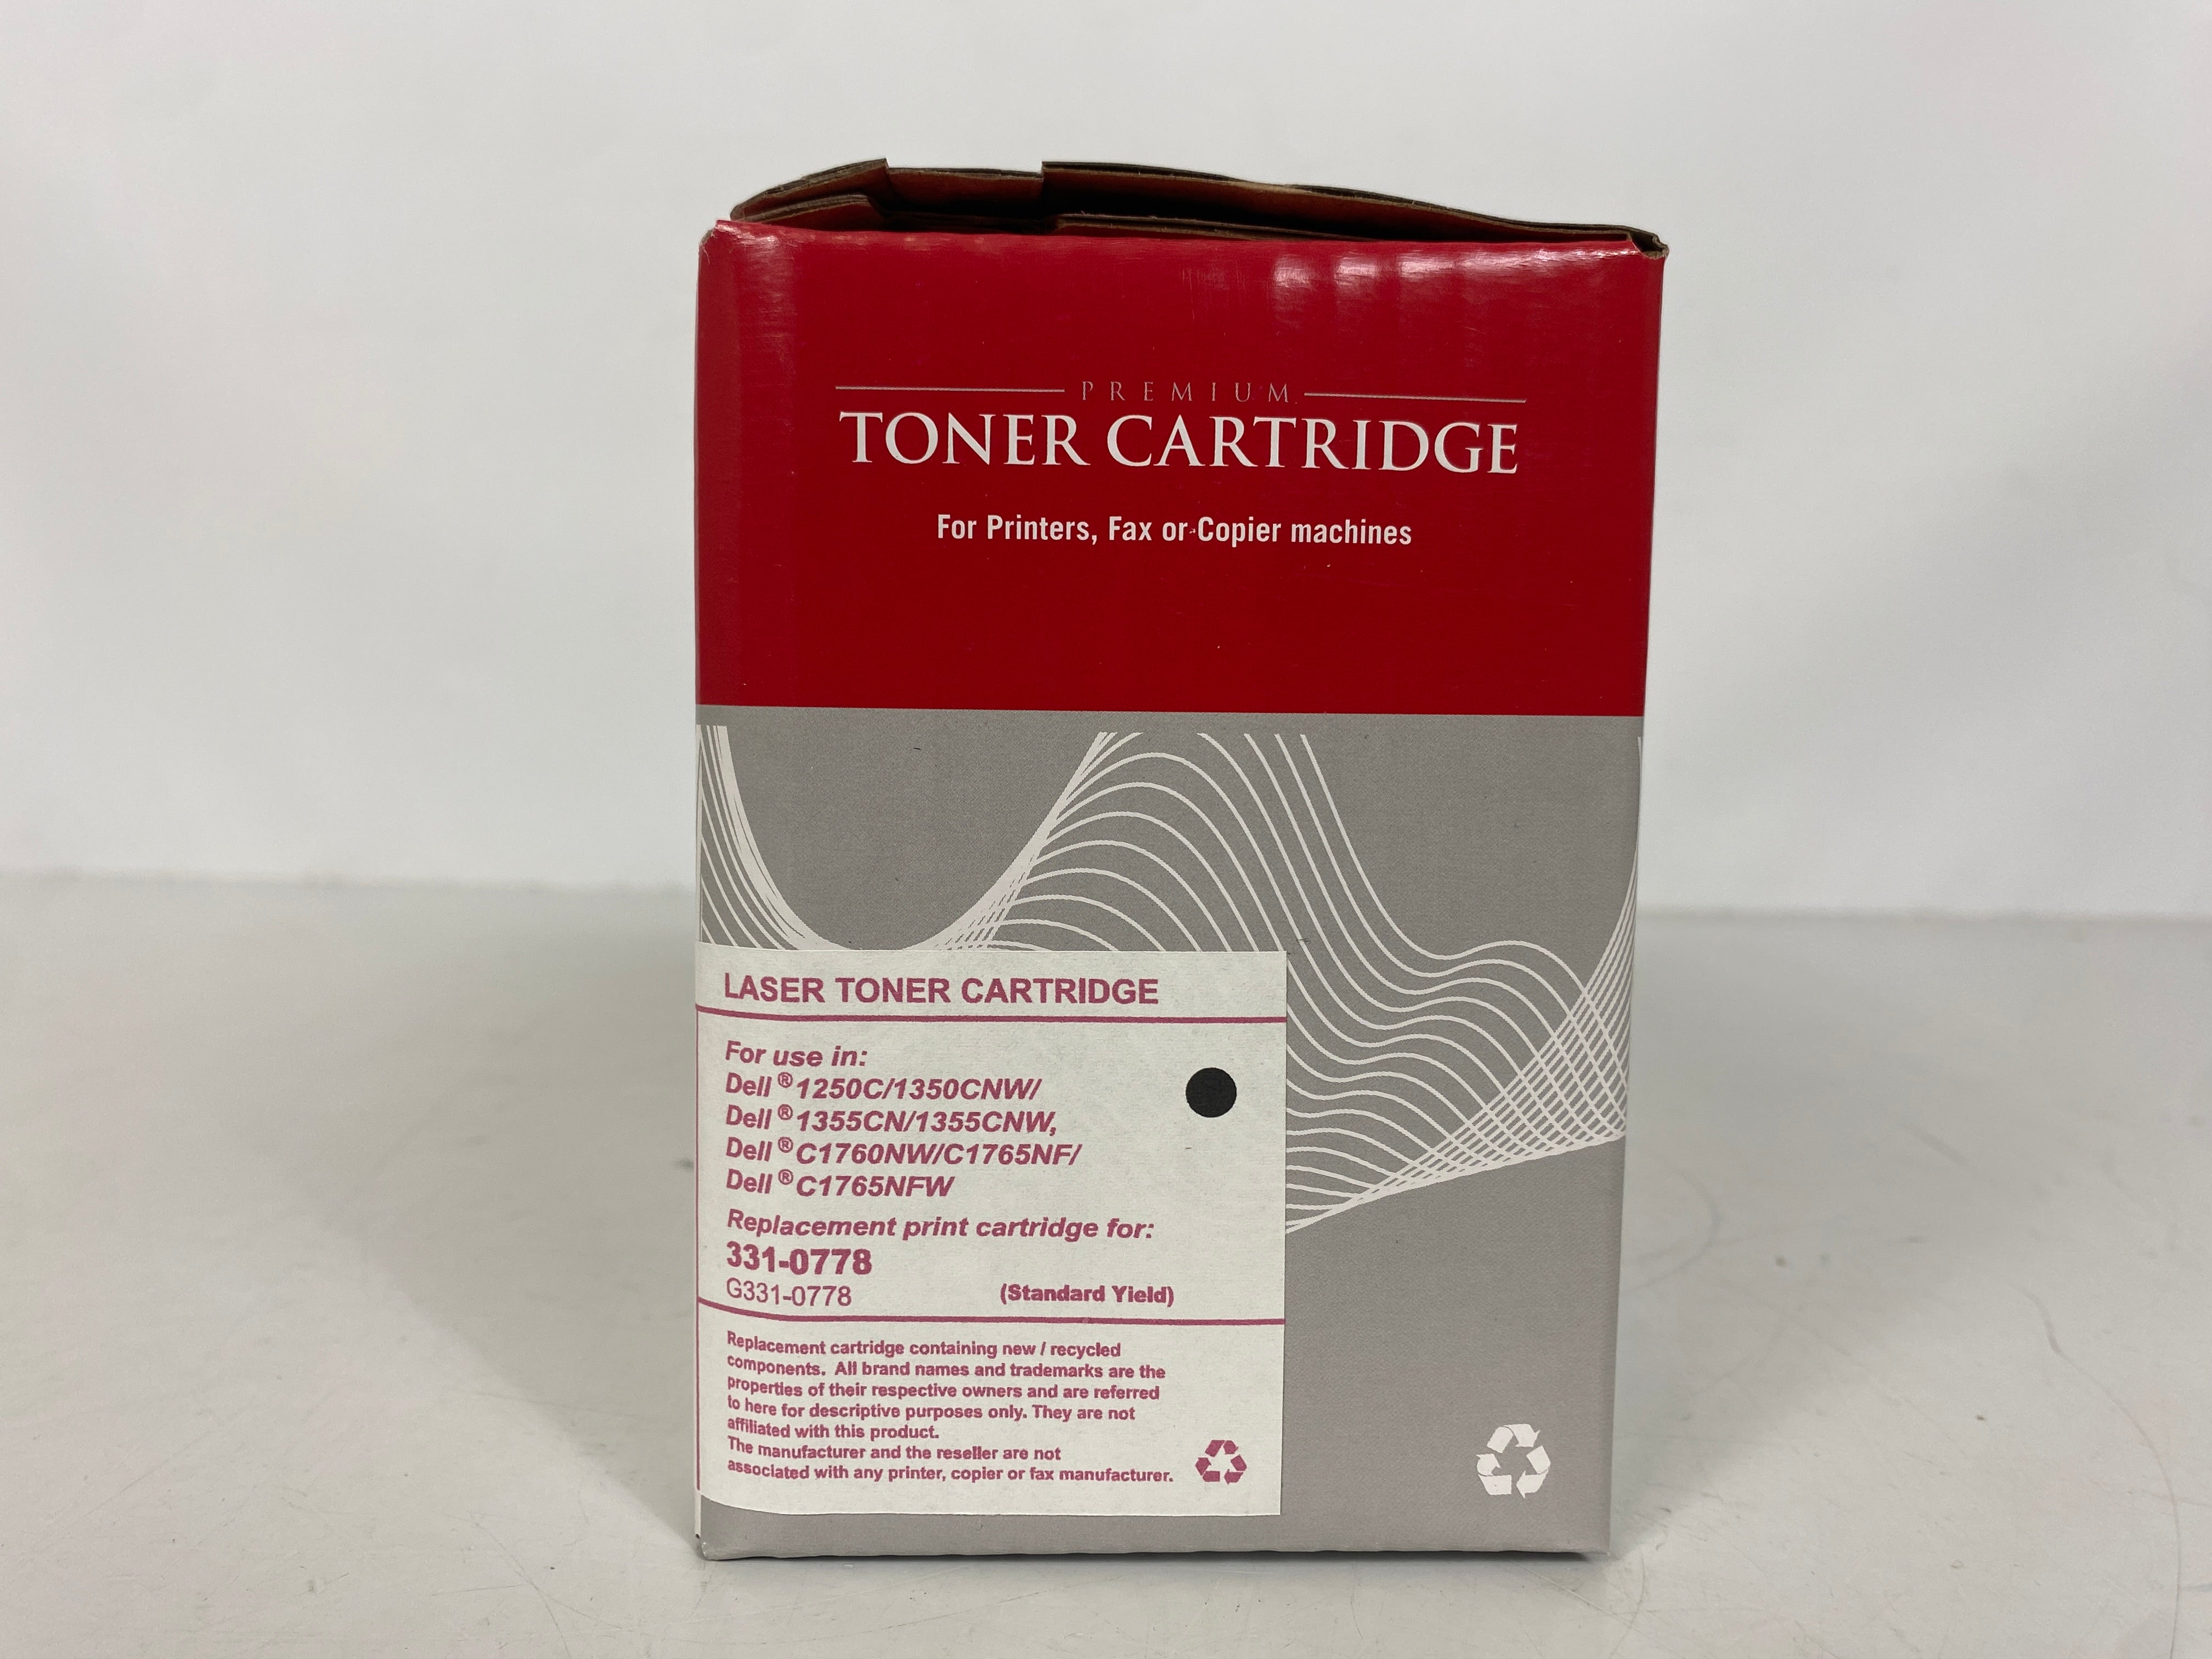 PREMIUM
TONER CARTRIDGE
For Printers, Fax or Copier machines
LASER TONER CARTRIDGE
For use in:
Dell ® 1250C/1350CNW/
Dell ® 1355CN/1355CNW,
Dell ® C1760NW/C1765NF/
Dell ® C1765NFW
Replacement print cartridge for:
331-0778
G331-0778 (Standard Yield)
Replacement cartridge containing new / recycled
components. All brand names and trademarks are the
properties of their respective owners and are referred
to here for descriptive purposes only. They are not
affiliated with this product.
The manufacturer and the reseller are not
associated with any printer, copier or fax manufacturer.